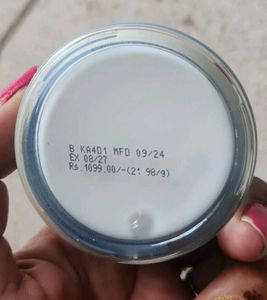 B KA4D1 MFD 09/24
EX 08/27
Rs.1099.00/-(21.98/g)